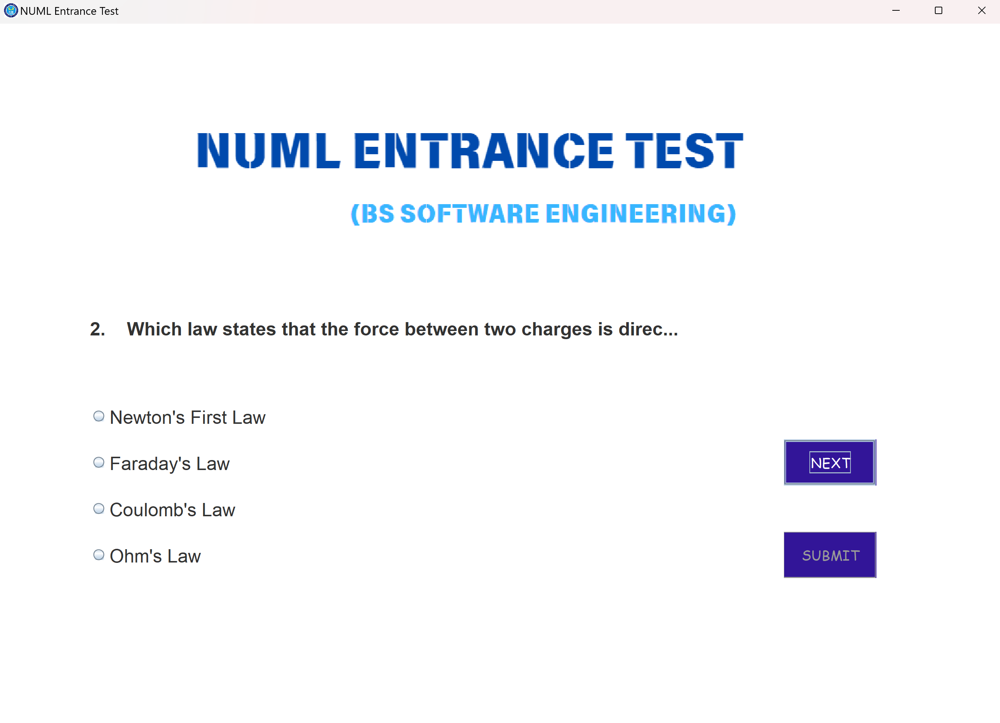 NUML Entrance Test
NUML ENTRANCE TEST
(BS SOFTWARE ENGINEERING)
2. Which law states that the force between two charges is direc...
Newton's First Law
Faraday's Law
NEXT
Coulomb's Law
Ohm's Law
SUBMIT